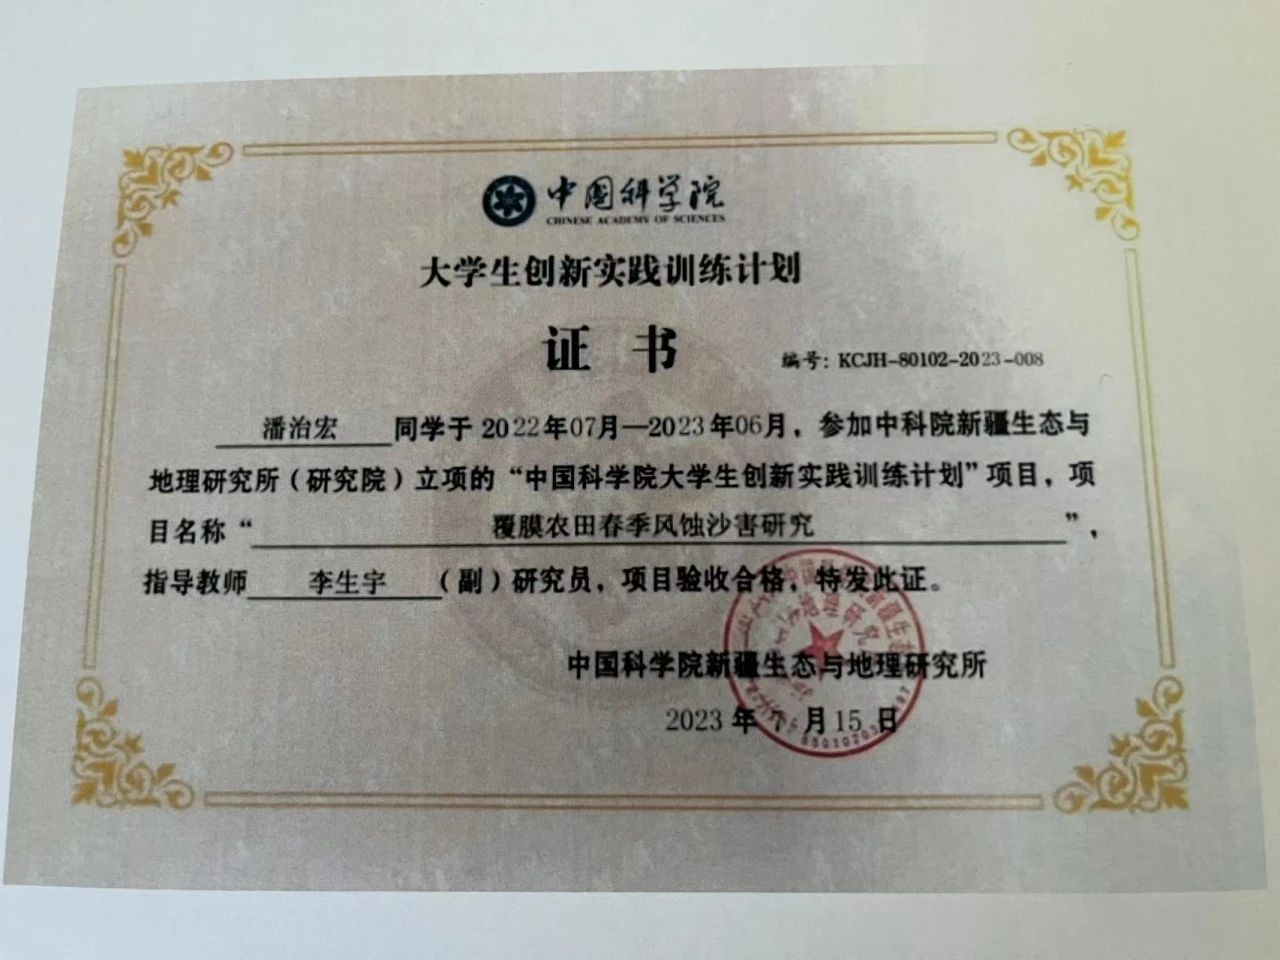 中国科学院
CHINESE ACADEMY OF SCIENCES
大学生创新实践训练计划
证 书
编号：KCJH-80102-2023-008
潘治宏 同学于 2022年07月—2023年06月，参加中科院新疆生态与
地理研究所（研究院）立项的“中国科学院大学生创新实践训练计划”项目，项
目名称“ 覆膜农田春季风蚀沙害研究 ”，
指导教师 李生宇 （副）研究员，项目验收合格，特发此证。
中国科学院新疆生态与地理研究所
2023 年 7 月 15 日